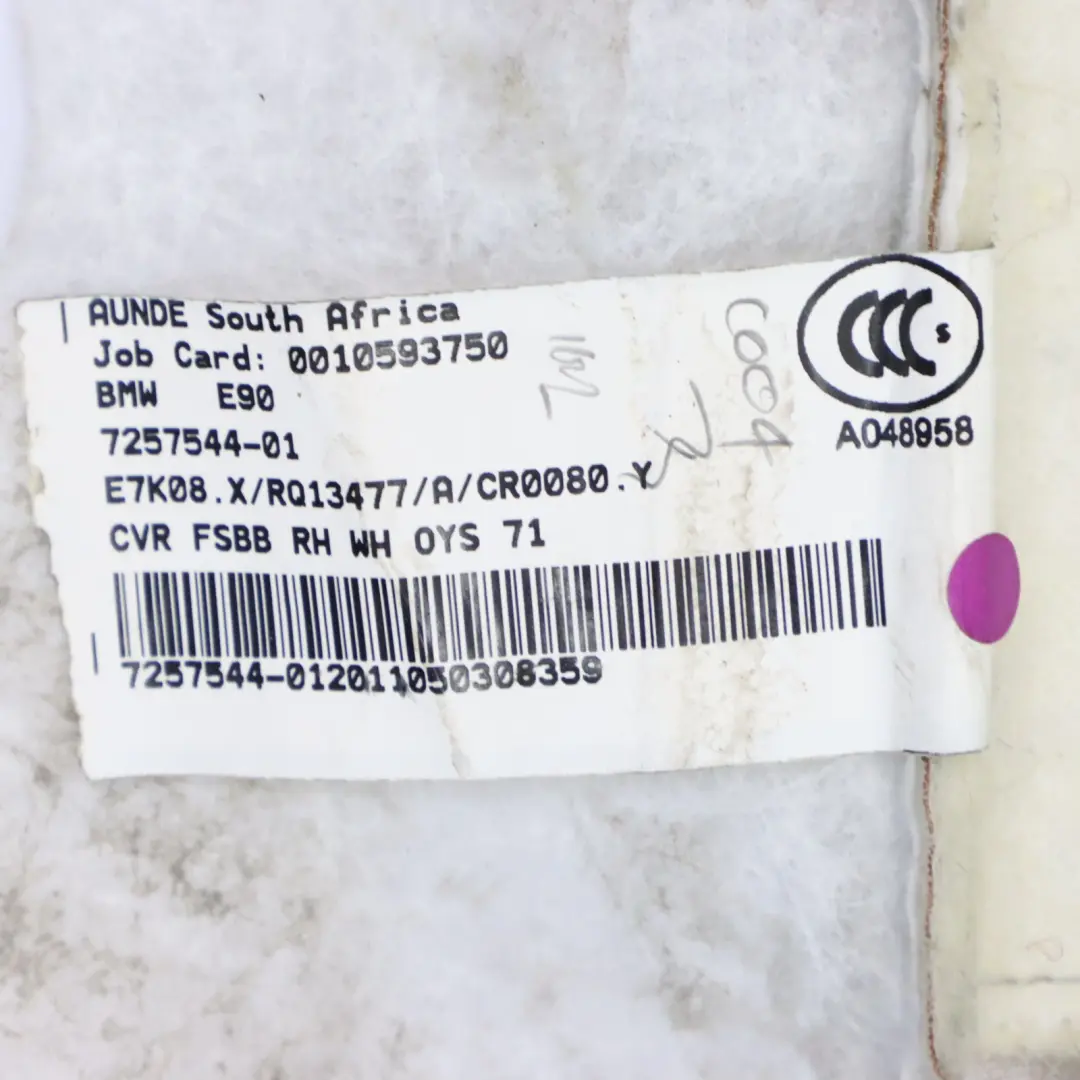 AUNDE South Africa
Job Card: 0010593750
BMW E90
7257544-01
E7K08.X/RQ13477/A/CR0080.Y
CVR FSBB RH WH OYS 71
7257544-012011050308359
CCC S
A048958